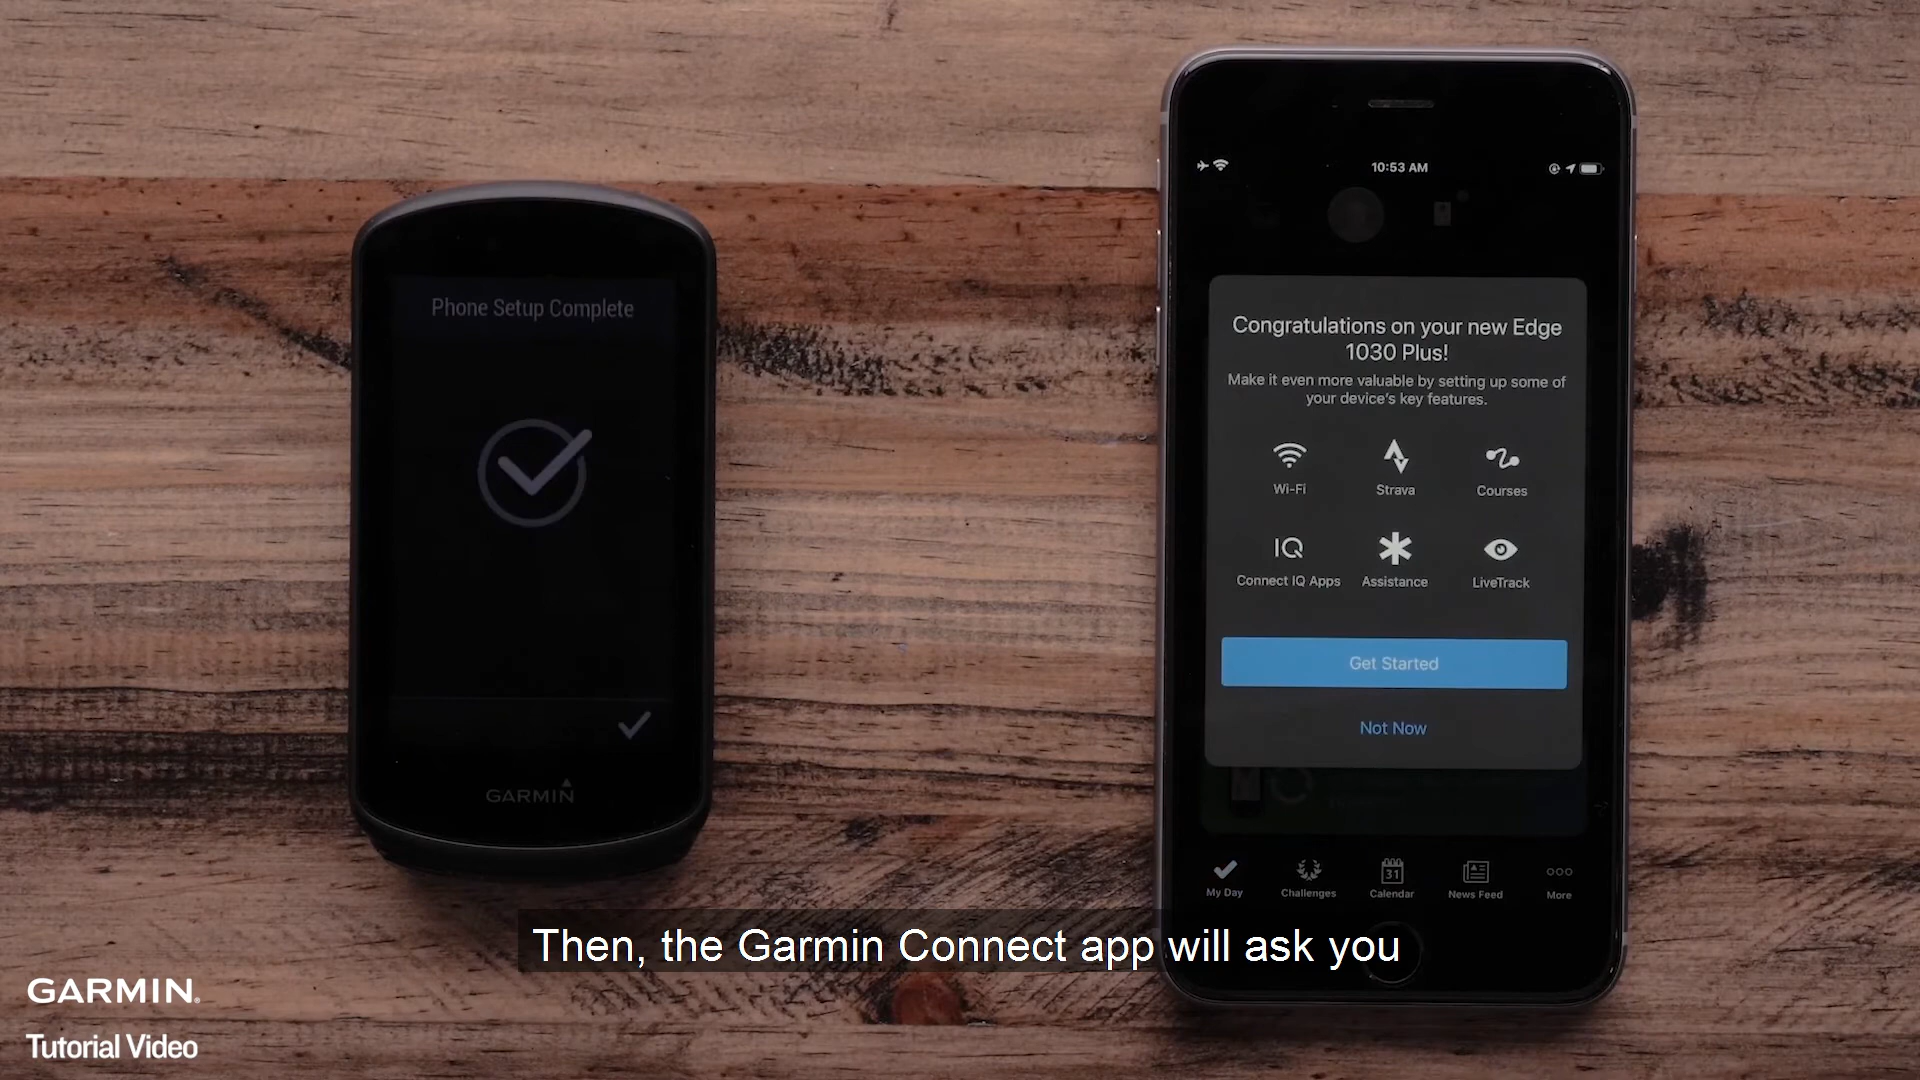 Phone Setup Complete
GARMIN
10:53 AM
Congratulations on your new Edge
1030 Plus!
Make it even more valuable by setting up some of
your device's key features.
Wi-Fi
Strava
Courses
IQ
Connect IQ Apps
Assistance
LiveTrack
Get Started
Not Now
31
My Day
Challenges
Calendar
News Feed
More
Then, the Garmin Connect app will ask you
GARMIN.
Tutorial Video